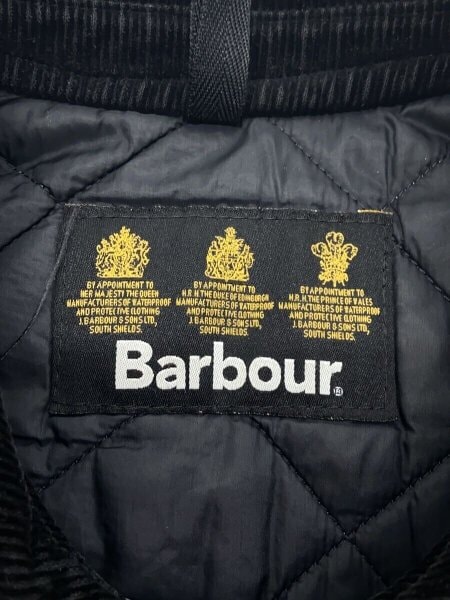 BY APPOINTMENT TO
HER MAJESTY THE QUEEN
MANUFACTURERS OF WATERPROOF
AND PROTECTIVE CLOTHING
J. BARBOUR & SONS LTD,
SOUTH SHIELDS.
BY APPOINTMENT TO
H.R.H. THE DUKE OF EDINBURGH
MANUFACTURERS OF WATERPROOF
AND PROTECTIVE CLOTHING
J. BARBOUR & SONS LTD,
SOUTH SHIELDS.
BY APPOINTMENT TO
H.R.H. THE PRINCE OF WALES
MANUFACTURERS OF WATERPROOF
AND PROTECTIVE CLOTHING
J. BARBOUR & SONS LTD,
SOUTH SHIELDS.
Barbour®